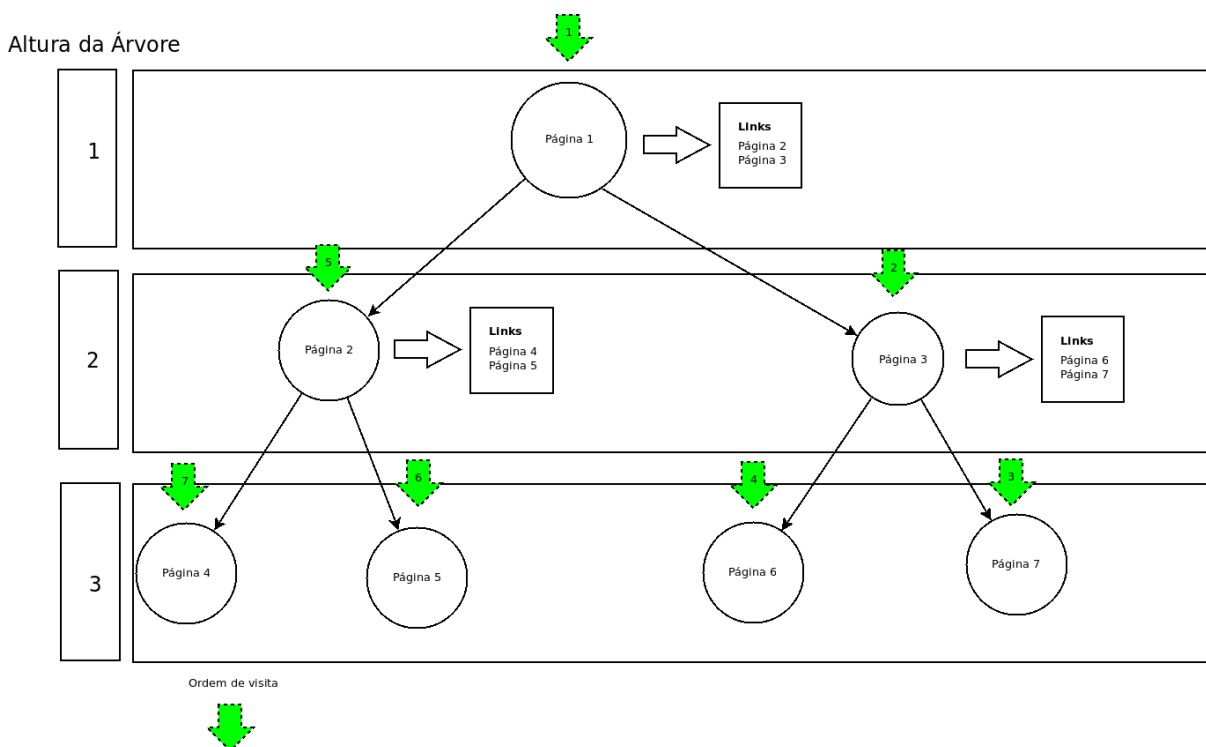 1
Altura da Árvore
1
Página 1
Links
Página 2
Página 3
5
2
2
Página 2
Links
Página 4
Página 5
Página 3
Links
Página 6
Página 7
7
6
4
3
3
Página 4
Página 5
Página 6
Página 7
Ordem de visita